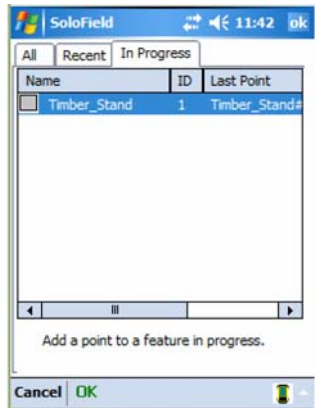 SoloField 11:42 ok
All Recent In Progress
Name ID Last Point
Timber_Stand 1 Timber_Stand#
Add a point to a feature in progress.
Cancel OK